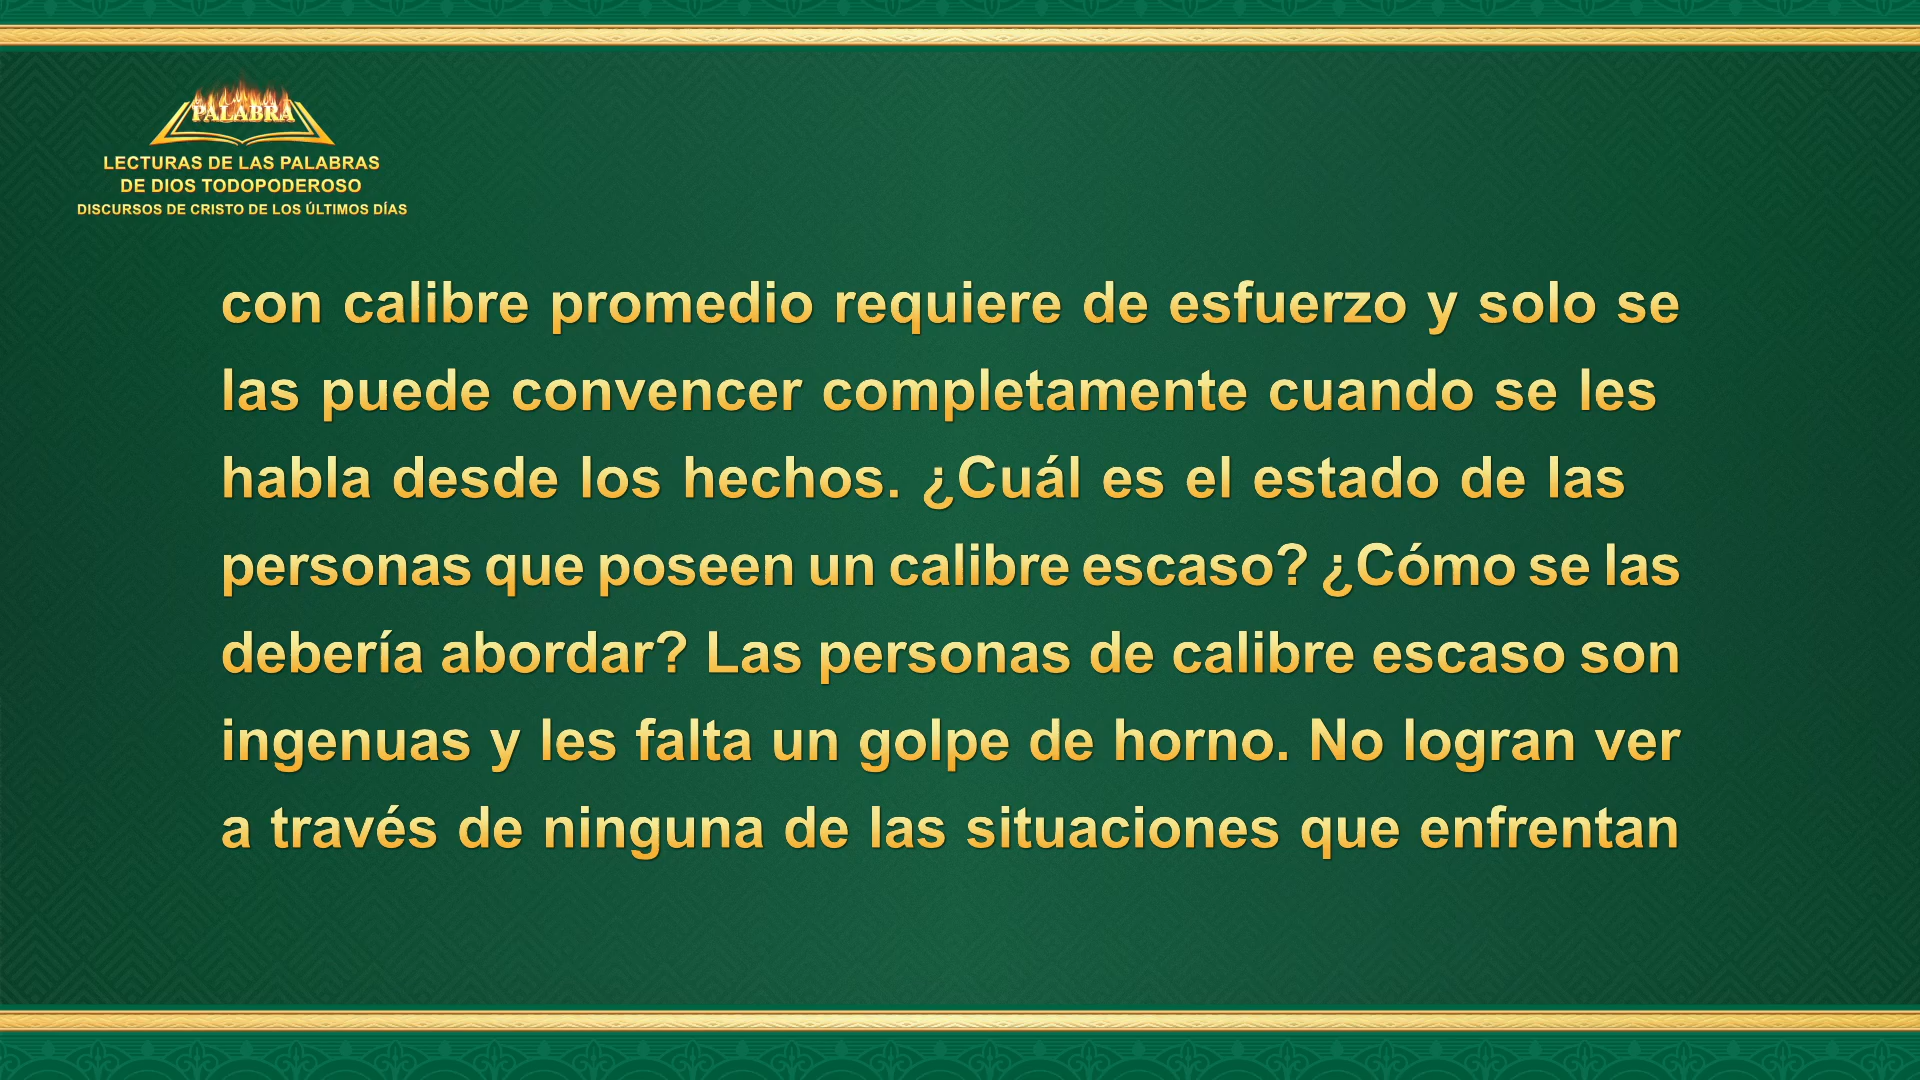 PALABRA
LECTURAS DE LAS PALABRAS
DE DIOS TODOPODEROSO
DISCURSOS DE CRISTO DE LOS ÚLTIMOS DÍAS
con calibre promedio requiere de esfuerzo y solo se
las puede convencer completamente cuando se les
habla desde los hechos. ¿Cuál es el estado de las
personas que poseen un calibre escaso? ¿Cómo se las
debería abordar? Las personas de calibre escaso son
ingenuas y les falta un golpe de horno. No logran ver
a través de ninguna de las situaciones que enfrentan